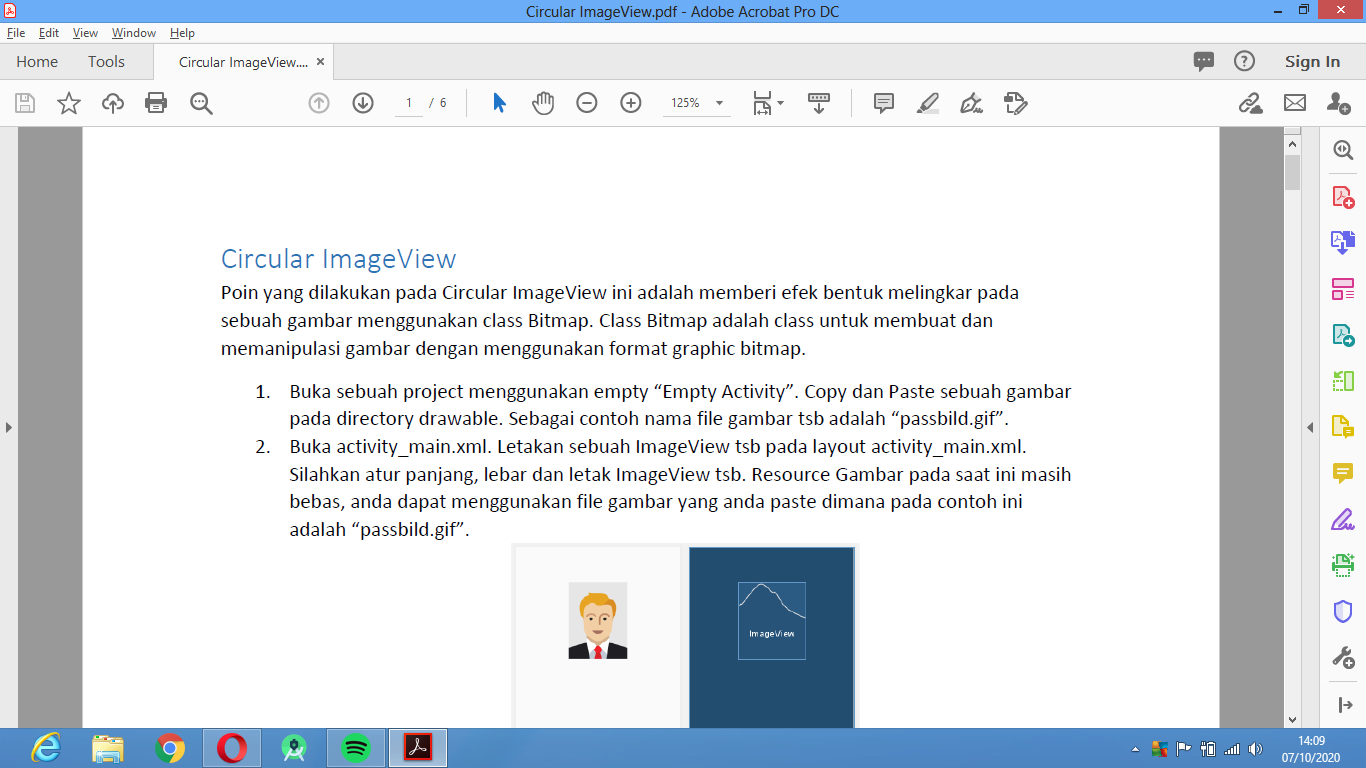 Circular ImageView.pdf - Adobe Acrobat Pro DC
File Edit View Window Help
Home Tools Circular ImageView.... × Sign In
1 / 6 125%
Circular ImageView
Poin yang dilakukan pada Circular ImageView ini adalah memberi efek bentuk melingkar pada
sebuah gambar menggunakan class Bitmap. Class Bitmap adalah class untuk membuat dan
memanipulasi gambar dengan menggunakan format graphic bitmap.
1. Buka sebuah project menggunakan empty “Empty Activity”. Copy dan Paste sebuah gambar
pada directory drawable. Sebagai contoh nama file gambar tsb adalah “passbild.gif”.
2. Buka activity_main.xml. Letakan sebuah ImageView tsb pada layout activity_main.xml.
Silahkan atur panjang, lebar dan letak ImageView tsb. Resource Gambar pada saat ini masih
bebas, anda dapat menggunakan file gambar yang anda paste dimana pada contoh ini
adalah “passbild.gif”.
ImageView
14:09
07/10/2020